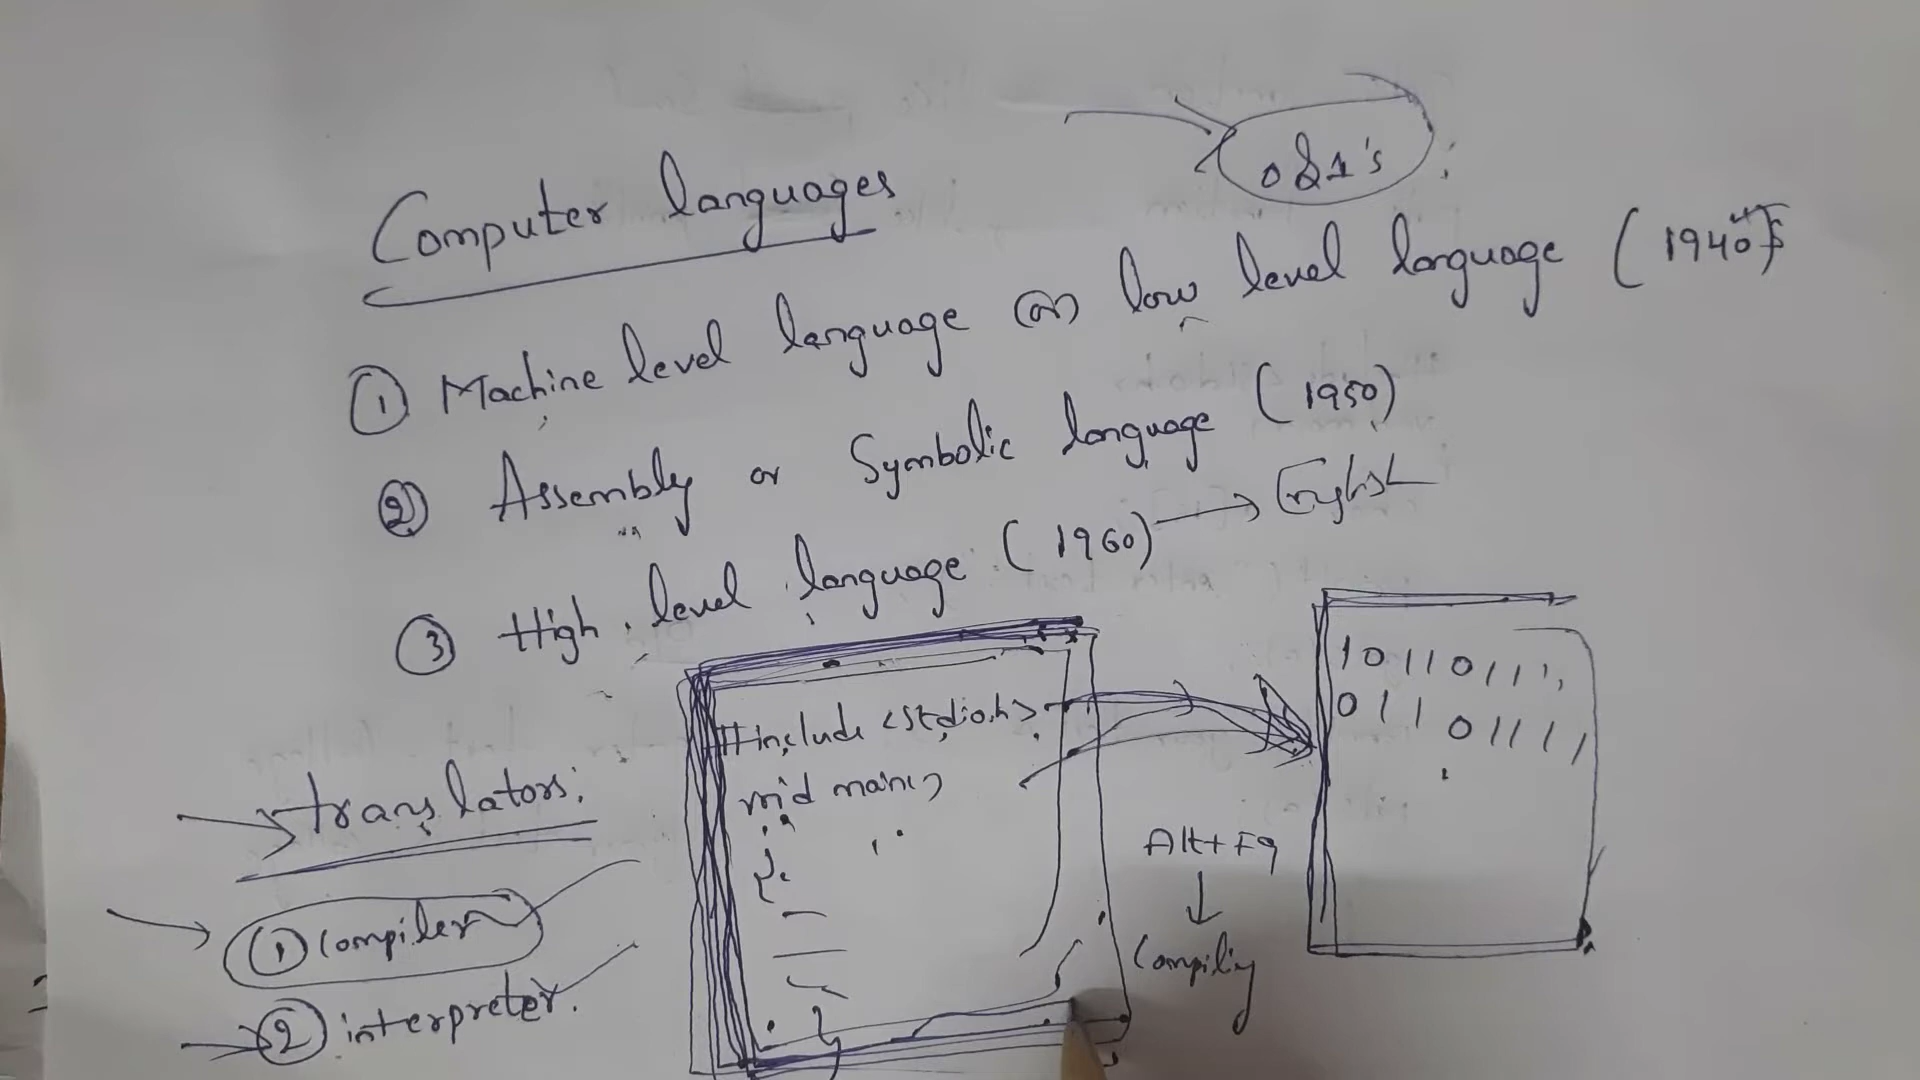 0 & 1's
Computer languages
① Machine level language (or) low level language (1940's)
② Assembly or Symbolic language (1950)
③ High level language (1960) → English
#include <stdio.h>
void main()
{
translators:
① compiler
② interpreter.
Alt+F9
↓
Compiling
10110111,
011 01111,